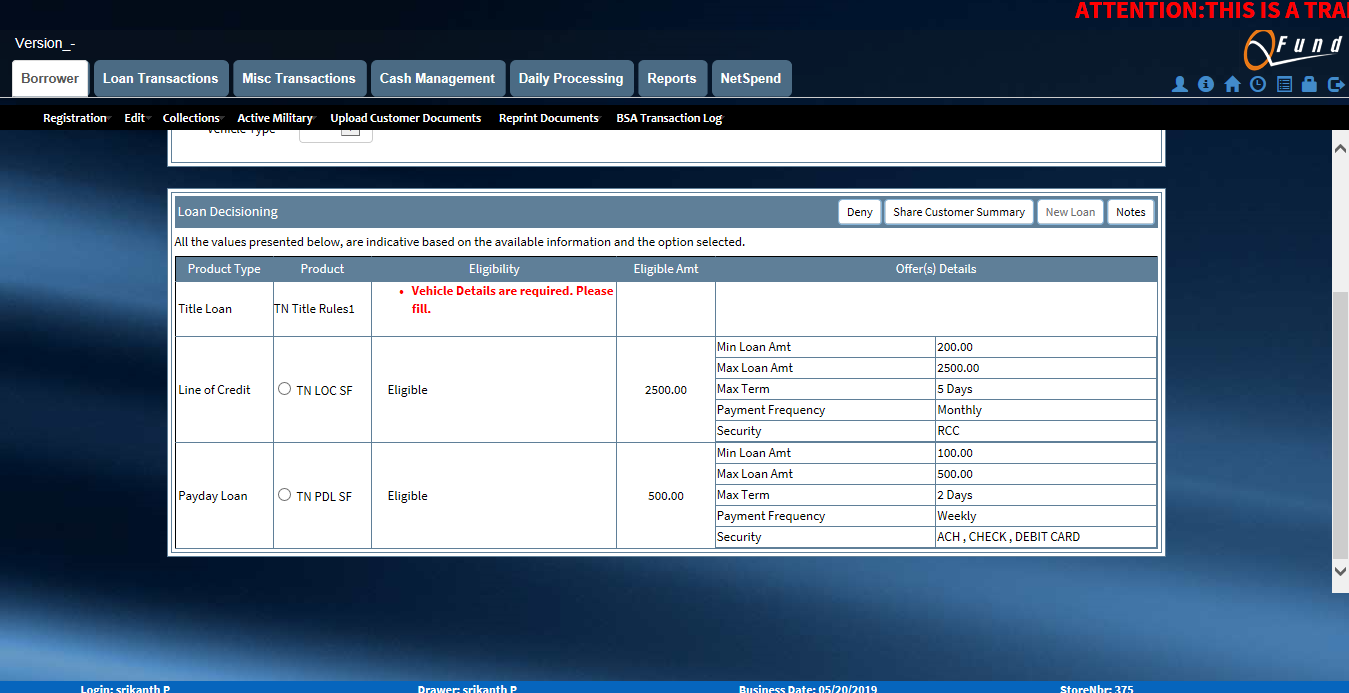 ATTENTION:THIS IS A TRA
Version_-
QFund
Borrower Loan Transactions Misc Transactions Cash Management Daily Processing Reports NetSpend
Registration Edit Collections Active Military Upload Customer Documents Reprint Documents BSA Transaction Log
Vehicle Type
Loan Decisioning Deny Share Customer Summary New Loan Notes
All the values presented below, are indicative based on the available information and the option selected.
Product Type Product Eligibility Eligible Amt Offer(s) Details
Title Loan TN Title Rules1 • Vehicle Details are required. Please
fill.
Line of Credit TN LOC SF Eligible 2500.00
Min Loan Amt 200.00
Max Loan Amt 2500.00
Max Term 5 Days
Payment Frequency Monthly
Security RCC
Payday Loan TN PDL SF Eligible 500.00
Min Loan Amt 100.00
Max Loan Amt 500.00
Max Term 2 Days
Payment Frequency Weekly
Security ACH , CHECK , DEBIT CARD
Login: srikanth P Drawer: srikanth P Business Date: 05/20/2019 StoreNbr: 375